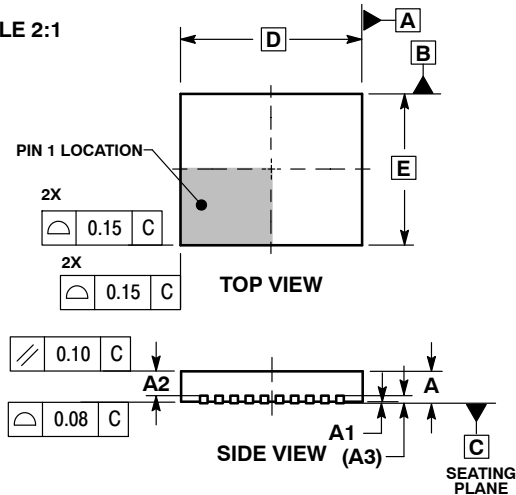 LE 2:1
D
A
B
PIN 1 LOCATION
E
2X
0.15 C
2X
0.15 C
TOP VIEW
0.10 C
A2
A
0.08 C
A1
SIDE VIEW
(A3)
C
SEATING
PLANE